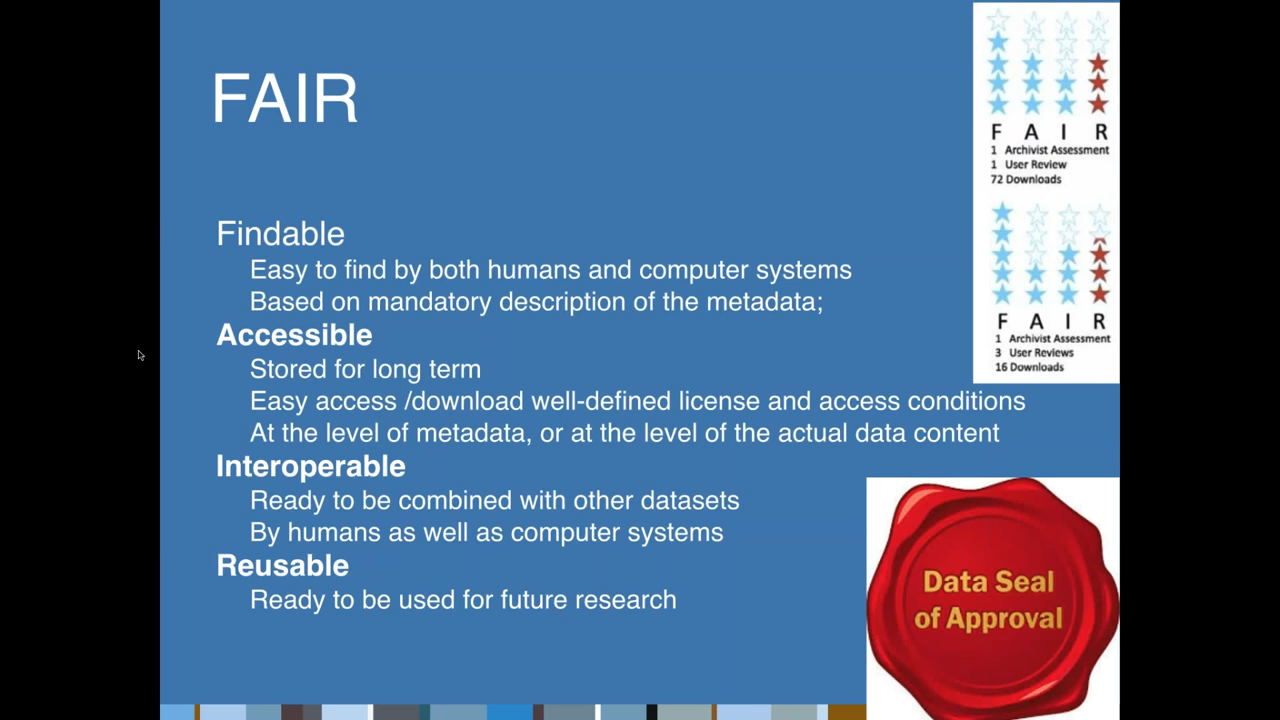 FAIR
Findable
Easy to find by both humans and computer systems
Based on mandatory description of the metadata;
Accessible
Stored for long term
Easy access /download well-defined license and access conditions
At the level of metadata, or at the level of the actual data content
Interoperable
Ready to be combined with other datasets
By humans as well as computer systems
Reusable
Ready to be used for future research
F A I R
1 Archivist Assessment
1 User Review
72 Downloads
F A I R
1 Archivist Assessment
3 User Reviews
16 Downloads
Data Seal
of Approval